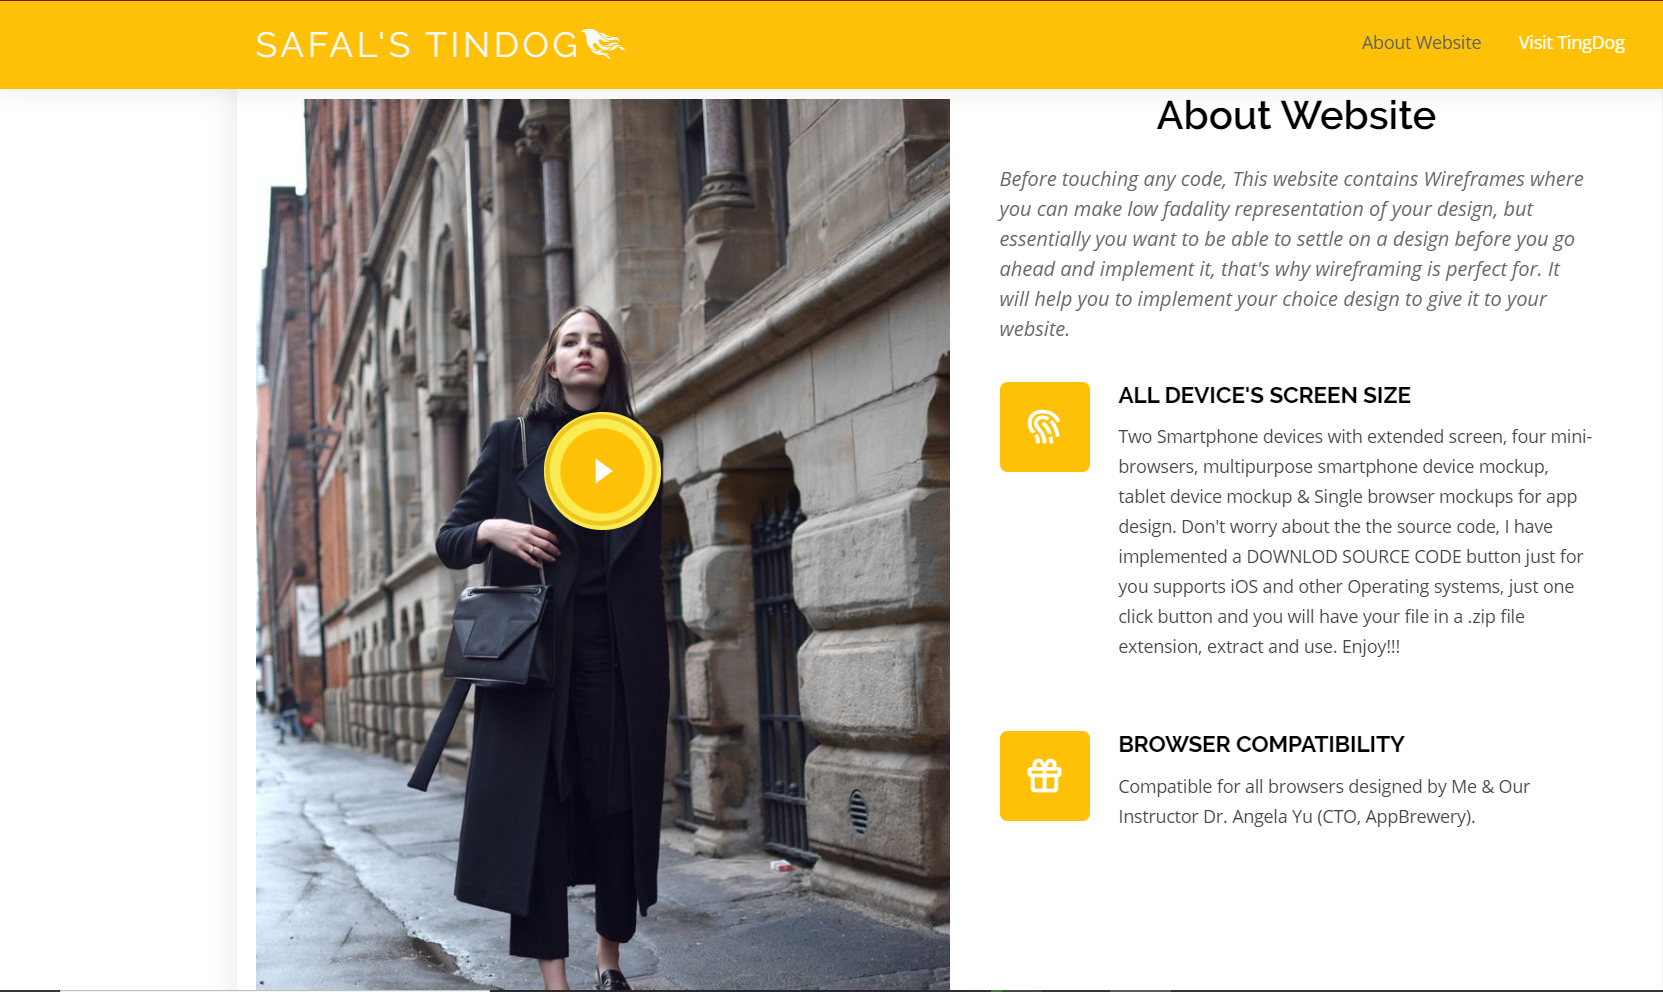 SAFAL'S TINDOG
About Website
Visit TingDog
About Website
Before touching any code, This website contains Wireframes where
you can make low fadality representation of your design, but
essentially you want to be able to settle on a design before you go
ahead and implement it, that's why wireframing is perfect for. It
will help you to implement your choice design to give it to your
website.
ALL DEVICE'S SCREEN SIZE
Two Smartphone devices with extended screen, four mini-
browsers, multipurpose smartphone device mockup,
tablet device mockup & Single browser mockups for app
design. Don't worry about the the source code, I have
implemented a DOWNLOD SOURCE CODE button just for
you supports iOS and other Operating systems, just one
click button and you will have your file in a .zip file
extension, extract and use. Enjoy!!!
BROWSER COMPATIBILITY
Compatible for all browsers designed by Me & Our
Instructor Dr. Angela Yu (CTO, AppBrewery).